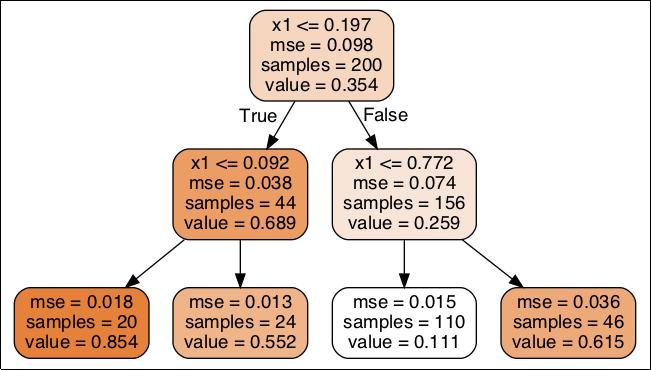 x1 <= 0.197
mse = 0.098
samples = 200
value = 0.354
True
False
x1 <= 0.092
mse = 0.038
samples = 44
value = 0.689
x1 <= 0.772
mse = 0.074
samples = 156
value = 0.259
mse = 0.018
samples = 20
value = 0.854
mse = 0.013
samples = 24
value = 0.552
mse = 0.015
samples = 110
value = 0.111
mse = 0.036
samples = 46
value = 0.615